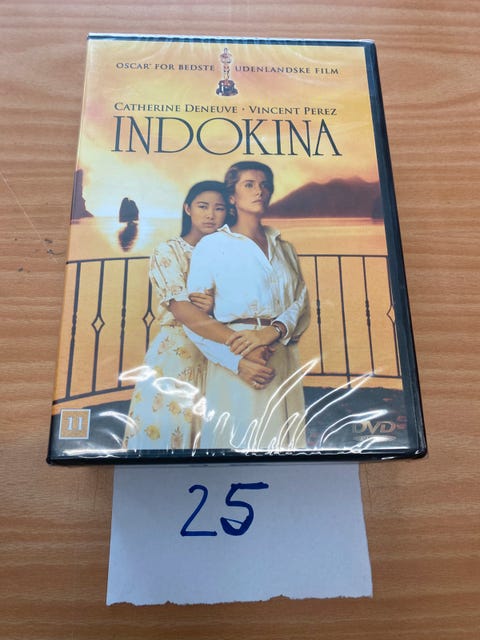 OSCAR® FOR BEDSTE UDENLANDSKE FILM
CATHERINE DENEUVE · VINCENT PEREZ
INDOKINA
11
DVD
25